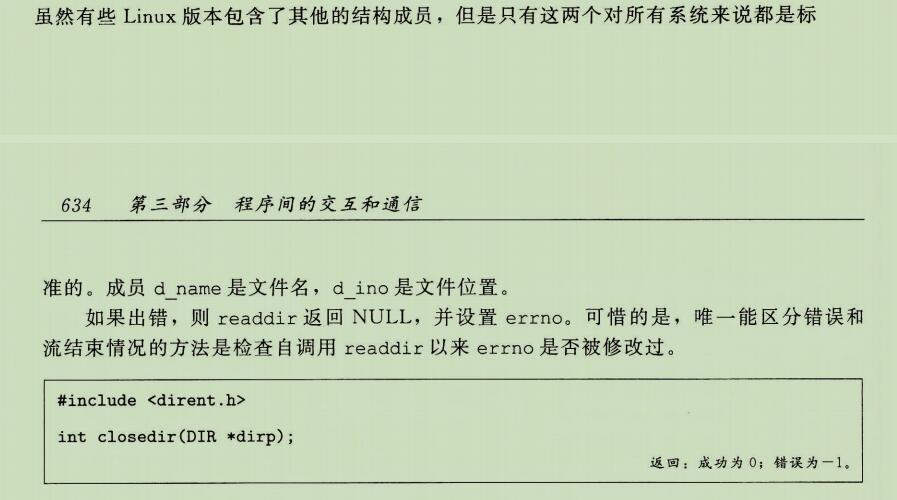 虽然有些 Linux 版本包含了其他的结构成员，但是只有这两个对所有系统来说都是标
634 第三部分 程序间的交互和通信
准的。成员 d_name 是文件名，d_ino 是文件位置。
如果出错，则 readdir 返回 NULL，并设置 errno。可惜的是，唯一能区分错误和
流结束情况的方法是检查自调用 readdir 以来 errno 是否被修改过。
#include <dirent.h>
int closedir(DIR *dirp);
返回：成功为 0；错误为－1。